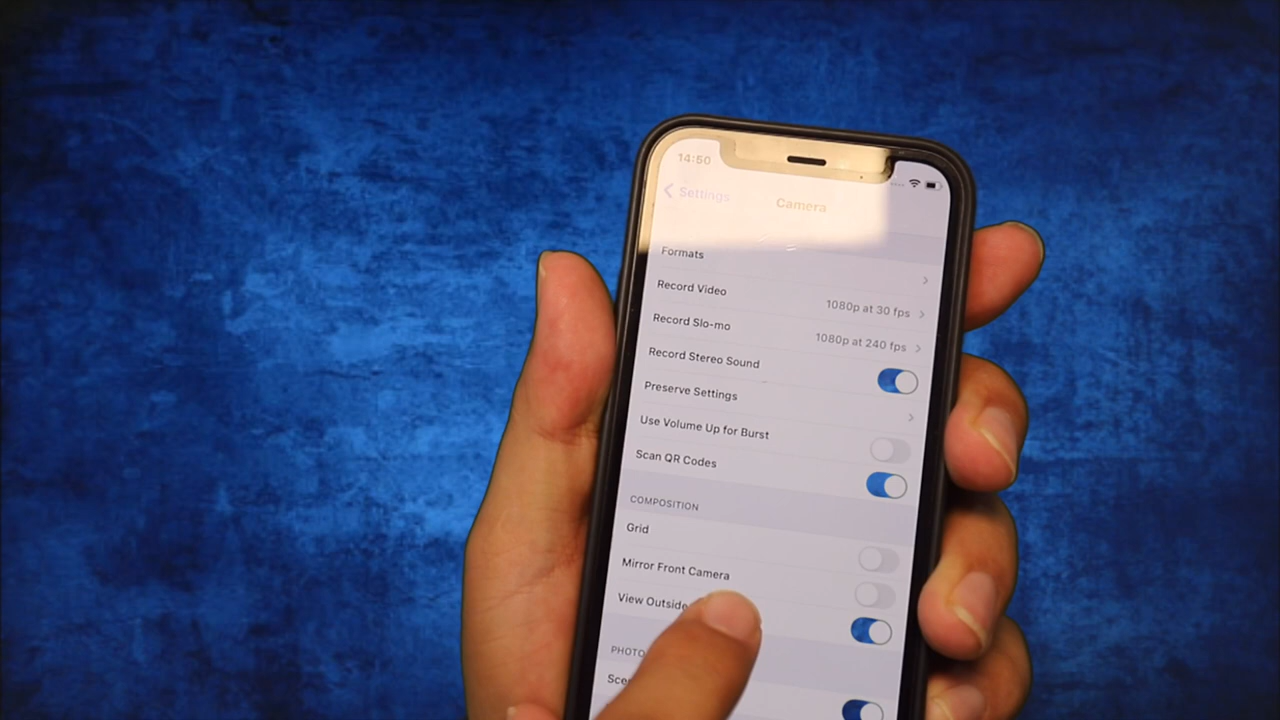 14:50
Settings
Camera
Formats
Record Video
1080p at 30 fps
Record Slo-mo
1080p at 240 fps
Record Stereo Sound
Preserve Settings
Use Volume Up for Burst
Scan QR Codes
COMPOSITION
Grid
Mirror Front Camera
View Outside